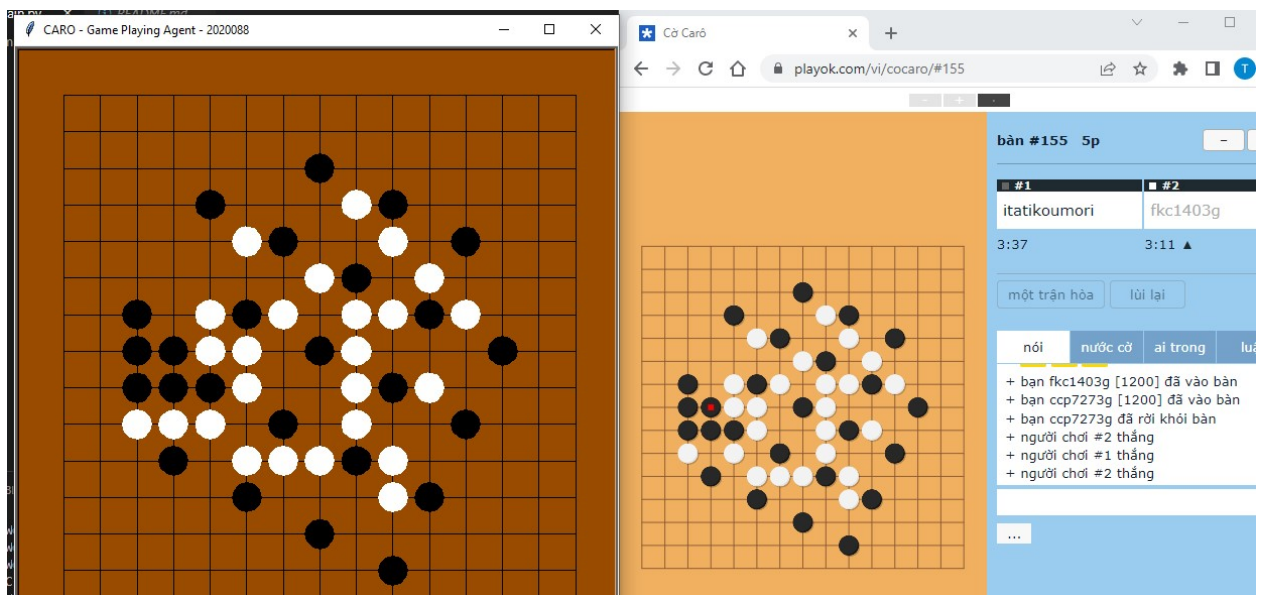 README.md
CARO - Game Playing Agent - 2020088
Cờ Carô
playok.com/vi/cocaro/#155
T
bàn #155 5p
#1
#2
itatikoumori
fkc1403g
3:37
3:11 ▲
một trận hòa
lùi lại
nói
nước cờ
ai trong
+ bạn fkc1403g [1200] đã vào bàn
+ bạn ccp7273g [1200] đã vào bàn
+ bạn ccp7273g đã rời khỏi bàn
+ người chơi #2 thắng
+ người chơi #1 thắng
+ người chơi #2 thắng
...